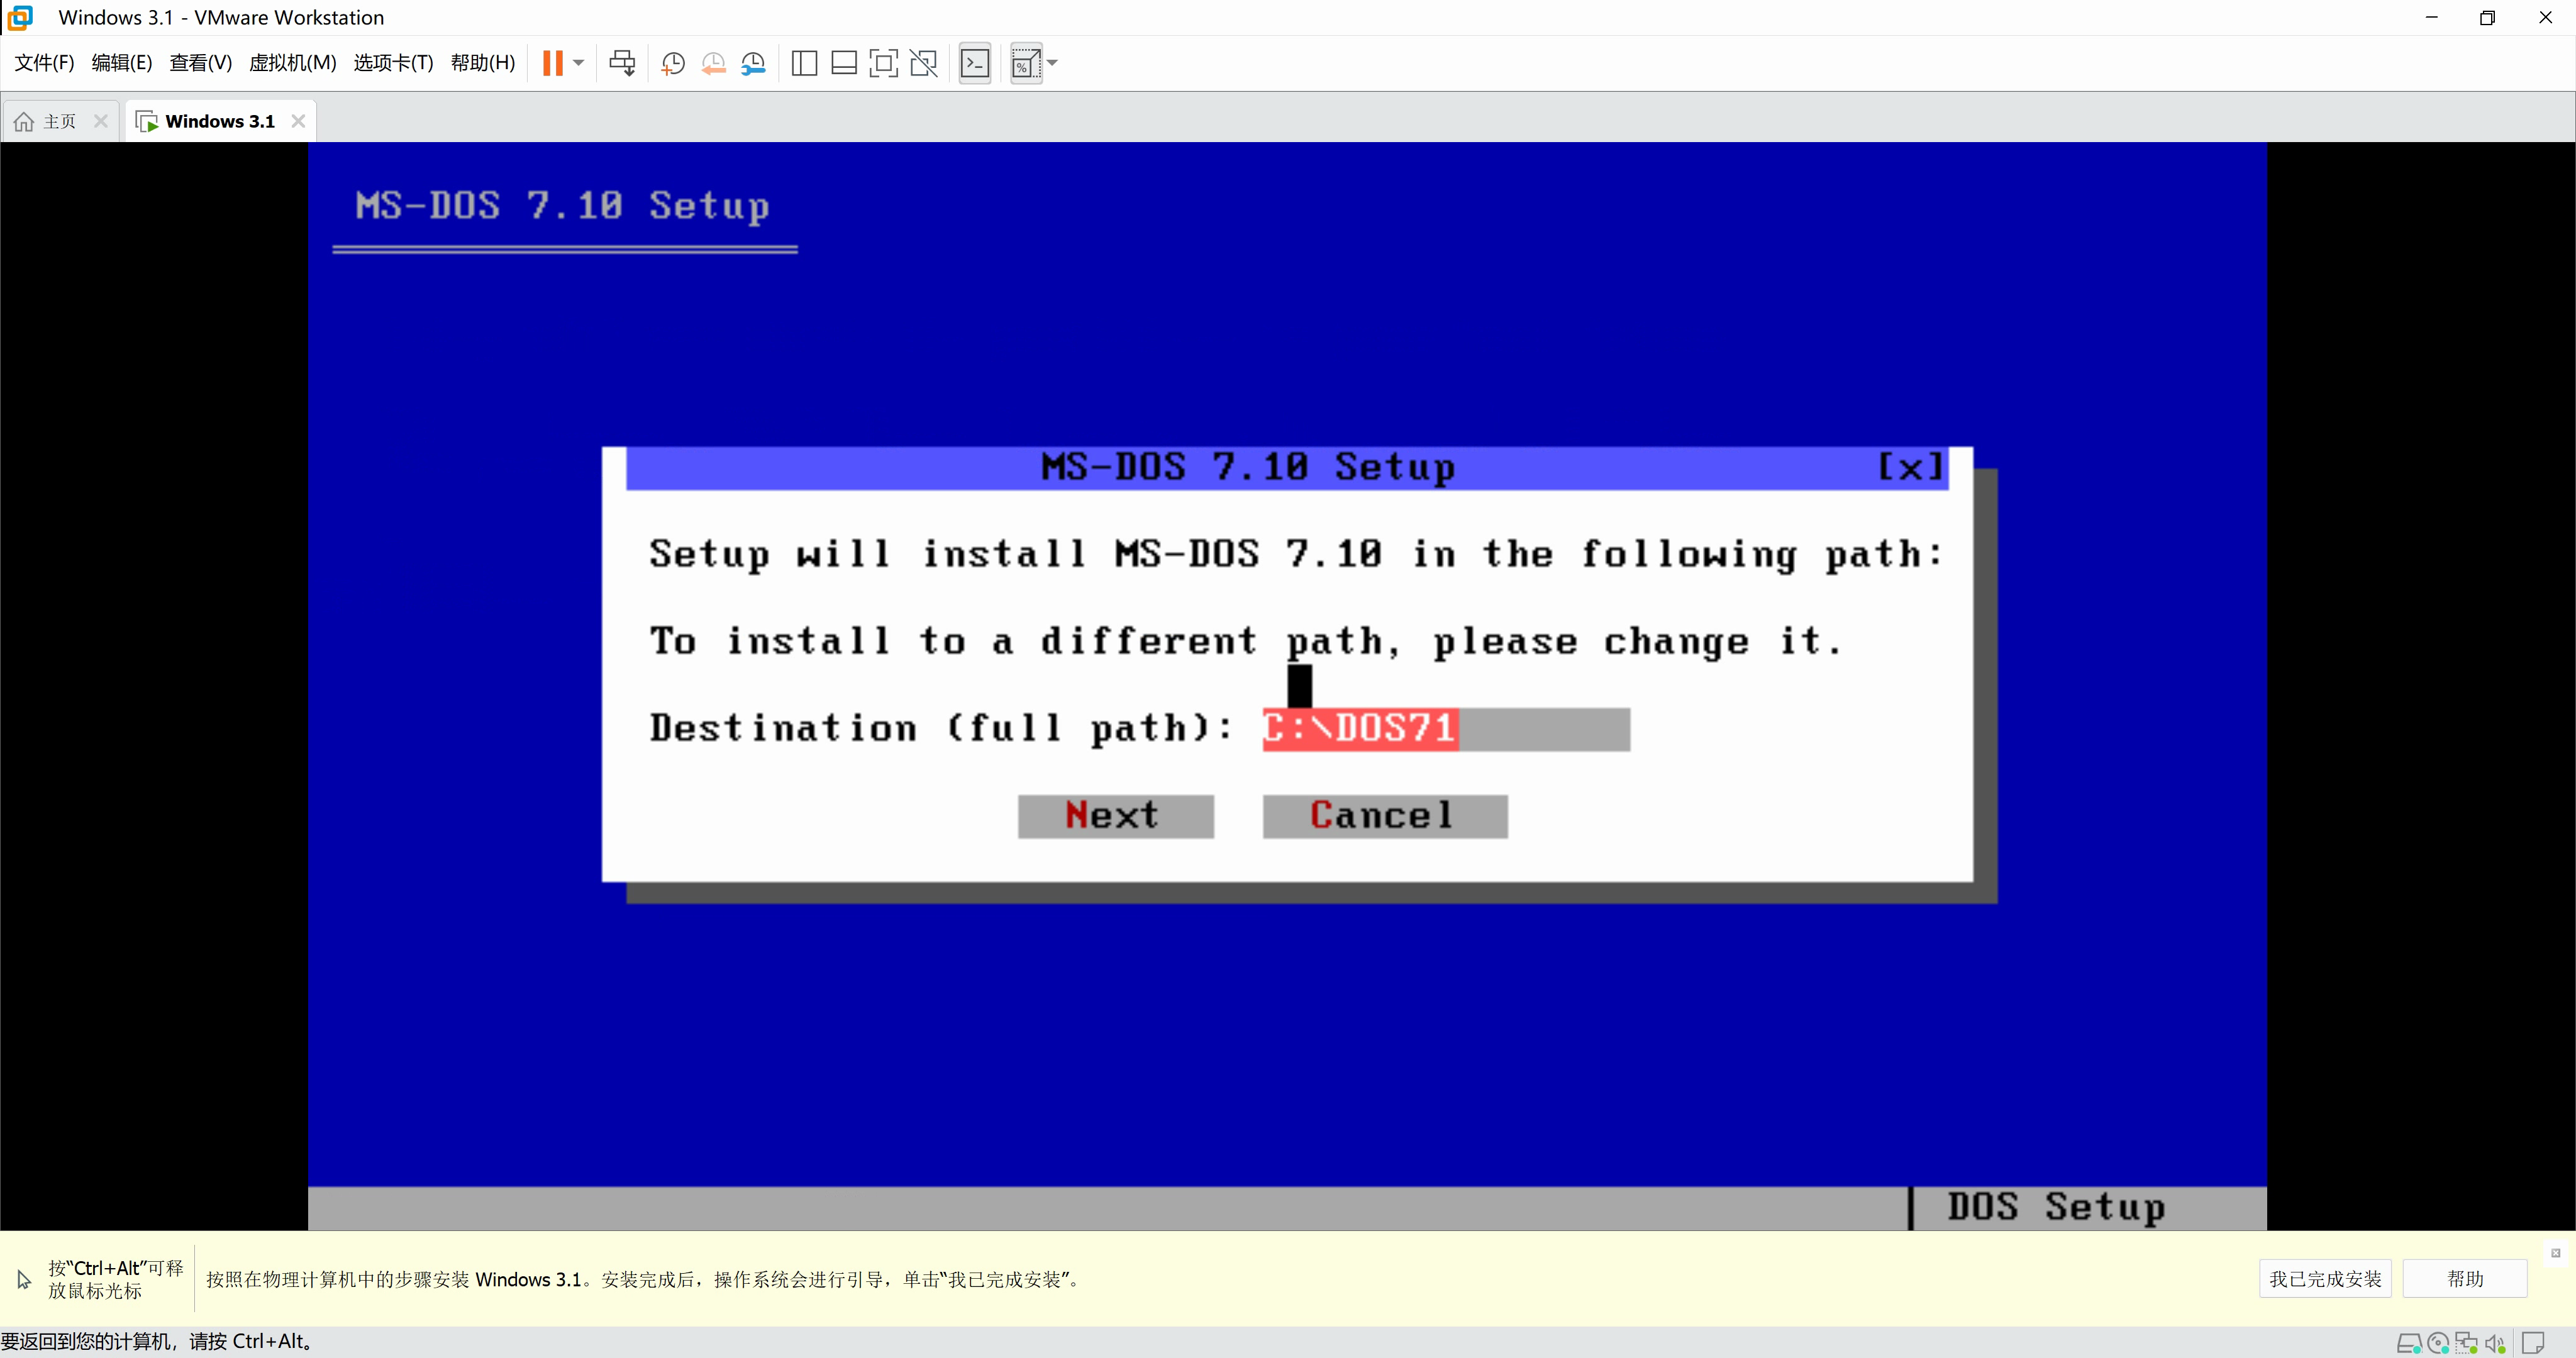 Windows 3.1 - VMware Workstation
文件(F) 编辑(E) 查看(V) 虚拟机(M) 选项卡(T) 帮助(H)
主页 Windows 3.1
MS-DOS 7.10 Setup
MS-DOS 7.10 Setup [x]
Setup will install MS-DOS 7.10 in the following path:
To install to a different path, please change it.
Destination (full path): C:\DOS71
Next Cancel
DOS Setup
按“Ctrl+Alt”可释
放鼠标光标
按照在物理计算机中的步骤安装 Windows 3.1。安装完成后，操作系统会进行引导，单击“我已完成安装”。
我已完成安装 帮助
要返回到您的计算机，请按 Ctrl+Alt。